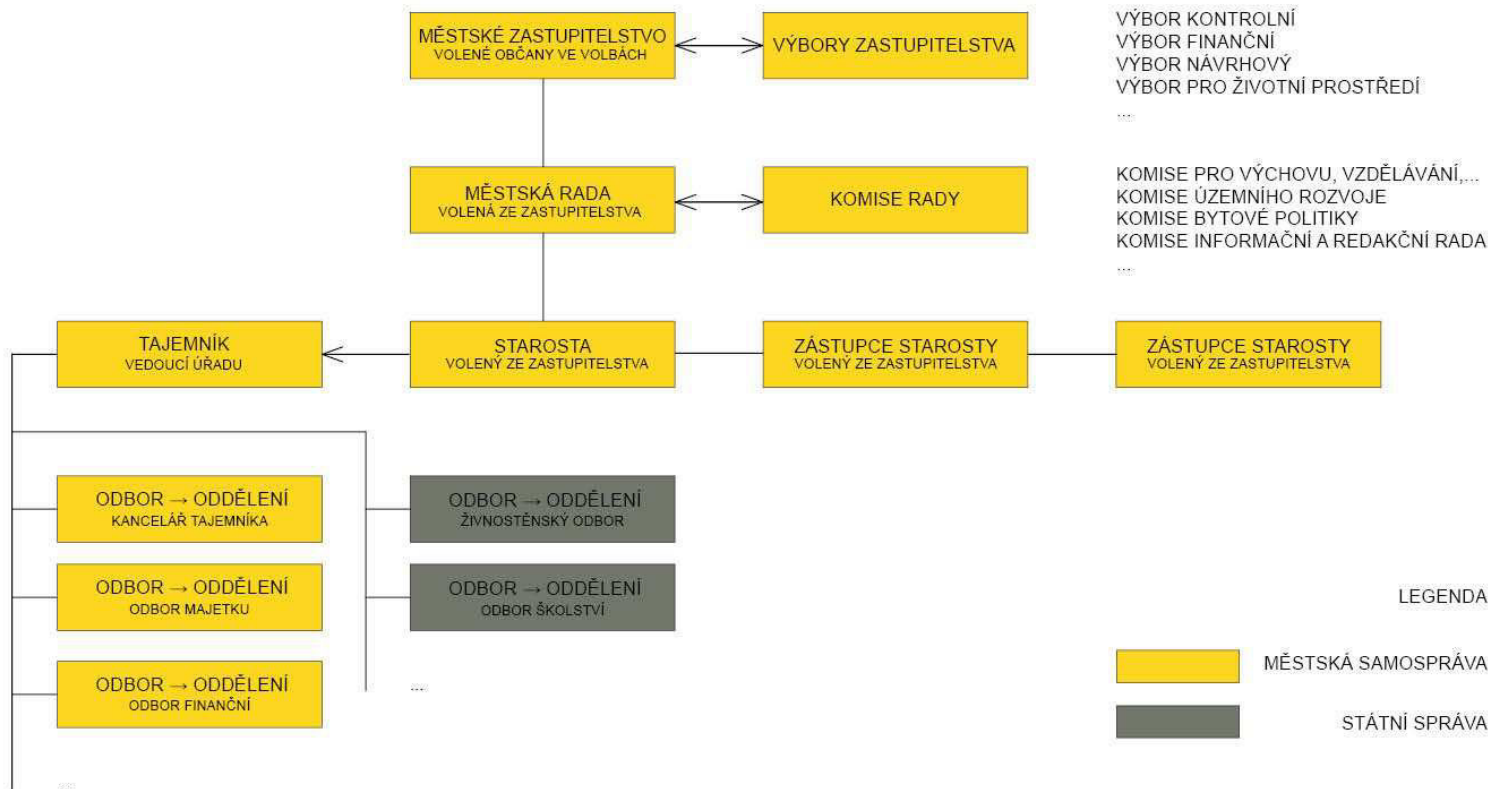 MĚSTSKÉ ZASTUPITELSTVO
VOLENÉ OBČANY VE VOLBÁCH
VÝBORY ZASTUPITELSTVA
VÝBOR KONTROLNÍ
VÝBOR FINANČNÍ
VÝBOR NÁVRHOVÝ
VÝBOR PRO ŽIVOTNÍ PROSTŘEDÍ
...
MĚSTSKÁ RADA
VOLENÁ ZE ZASTUPITELSTVA
KOMISE RADY
KOMISE PRO VÝCHOVU, VZDĚLÁVÁNÍ,...
KOMISE ÚZEMNÍHO ROZVOJE
KOMISE BYTOVÉ POLITIKY
KOMISE INFORMAČNÍ A REDAKČNÍ RADA
...
TAJEMNÍK
VEDOUCÍ ÚŘADU
STAROSTA
VOLENÝ ZE ZASTUPITELSTVA
ZÁSTUPCE STAROSTY
VOLENÝ ZE ZASTUPITELSTVA
ZÁSTUPCE STAROSTY
VOLENÝ ZE ZASTUPITELSTVA
ODBOR → ODDĚLENÍ
KANCELÁŘ TAJEMNÍKA
ODBOR → ODDĚLENÍ
ŽIVNOSTĚNSKÝ ODBOR
ODBOR → ODDĚLENÍ
ODBOR MAJETKU
ODBOR → ODDĚLENÍ
ODBOR ŠKOLSTVÍ
ODBOR → ODDĚLENÍ
ODBOR FINANČNÍ
...
LEGENDA
MĚSTSKÁ SAMOSPRÁVA
STÁTNÍ SPRÁVA